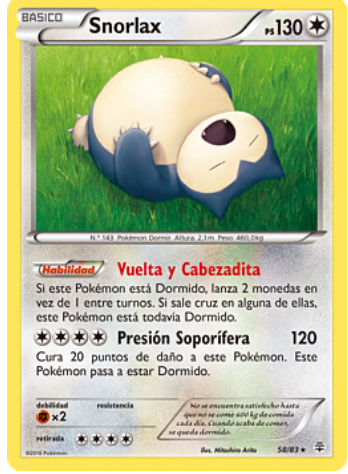 BÁSICO
Snorlax
PS130
N.º 143 Pokémon Dormir Altura: 2,1m Peso: 460,0kg
Habilidad Vuelta y Cabezadita
Si este Pokémon está Dormido, lanza 2 monedas en
vez de 1 entre turnos. Si sale cruz en alguna de ellas,
este Pokémon está todavía Dormido.
Presión Soporífera 120
Cura 20 puntos de daño a este Pokémon. Este
Pokémon pasa a estar Dormido.
debilidad resistencia
×2
retirada
No se encuentra satisfecho hasta
que no se come 400 kg de comida
cada día. Cuando acaba de comer,
se queda dormido.
©2016 Pokémon
Ilus. Mitsuhiro Arita
58/83